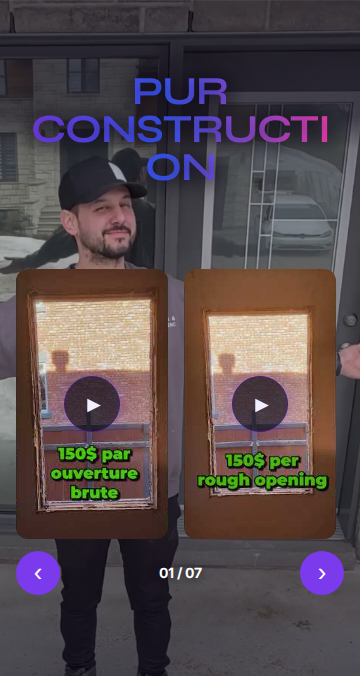 PUR
CONSTRUCTI
ON
150$ par
ouverture
brute
150$ per
rough opening
01 / 07